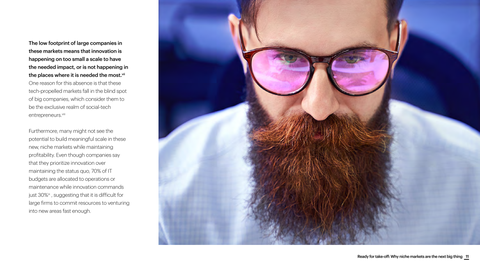 The low footprint of large companies in
these markets means that innovation is
happening on too small a scale to have
the needed impact, or is not happening in
the places where it is needed the most.
One reason for this absence is that these
tech-propelled markets fall in the blind spot
of big companies, which consider them to
be the exclusive realm of social-tech
entrepreneurs.
Furthermore, many might not see the
potential to build meaningful scale in these
new, niche markets while maintaining
profitability. Even though companies say
that they prioritize innovation over
maintaining the status quo, 70% of IT
budgets are allocated to operations or
maintenance while innovation commands
just 30% , suggesting that it is difficult for
large firms to commit resources to venturing
into new areas fast enough.
Ready for take-off: Why niche markets are the next big thing 11